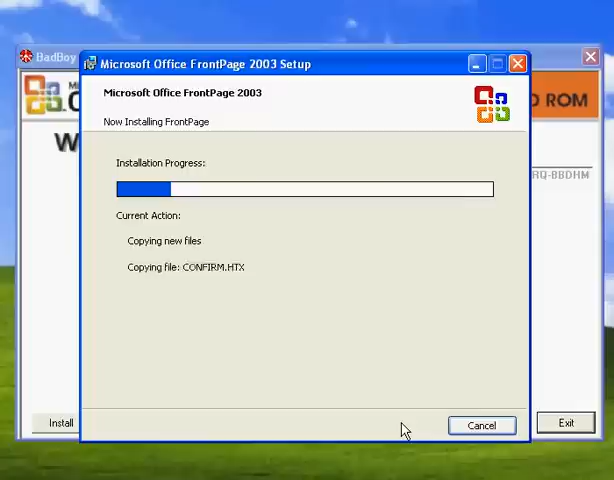 BadBoy
Microsoft Office FrontPage 2003 Setup
Microsoft Office FrontPage 2003
Now Installing FrontPage
D ROM
W
RQ-BBDHM
Installation Progress:
Current Action:
Copying new files
Copying file: CONFIRM.HTX
Install
Cancel
Exit